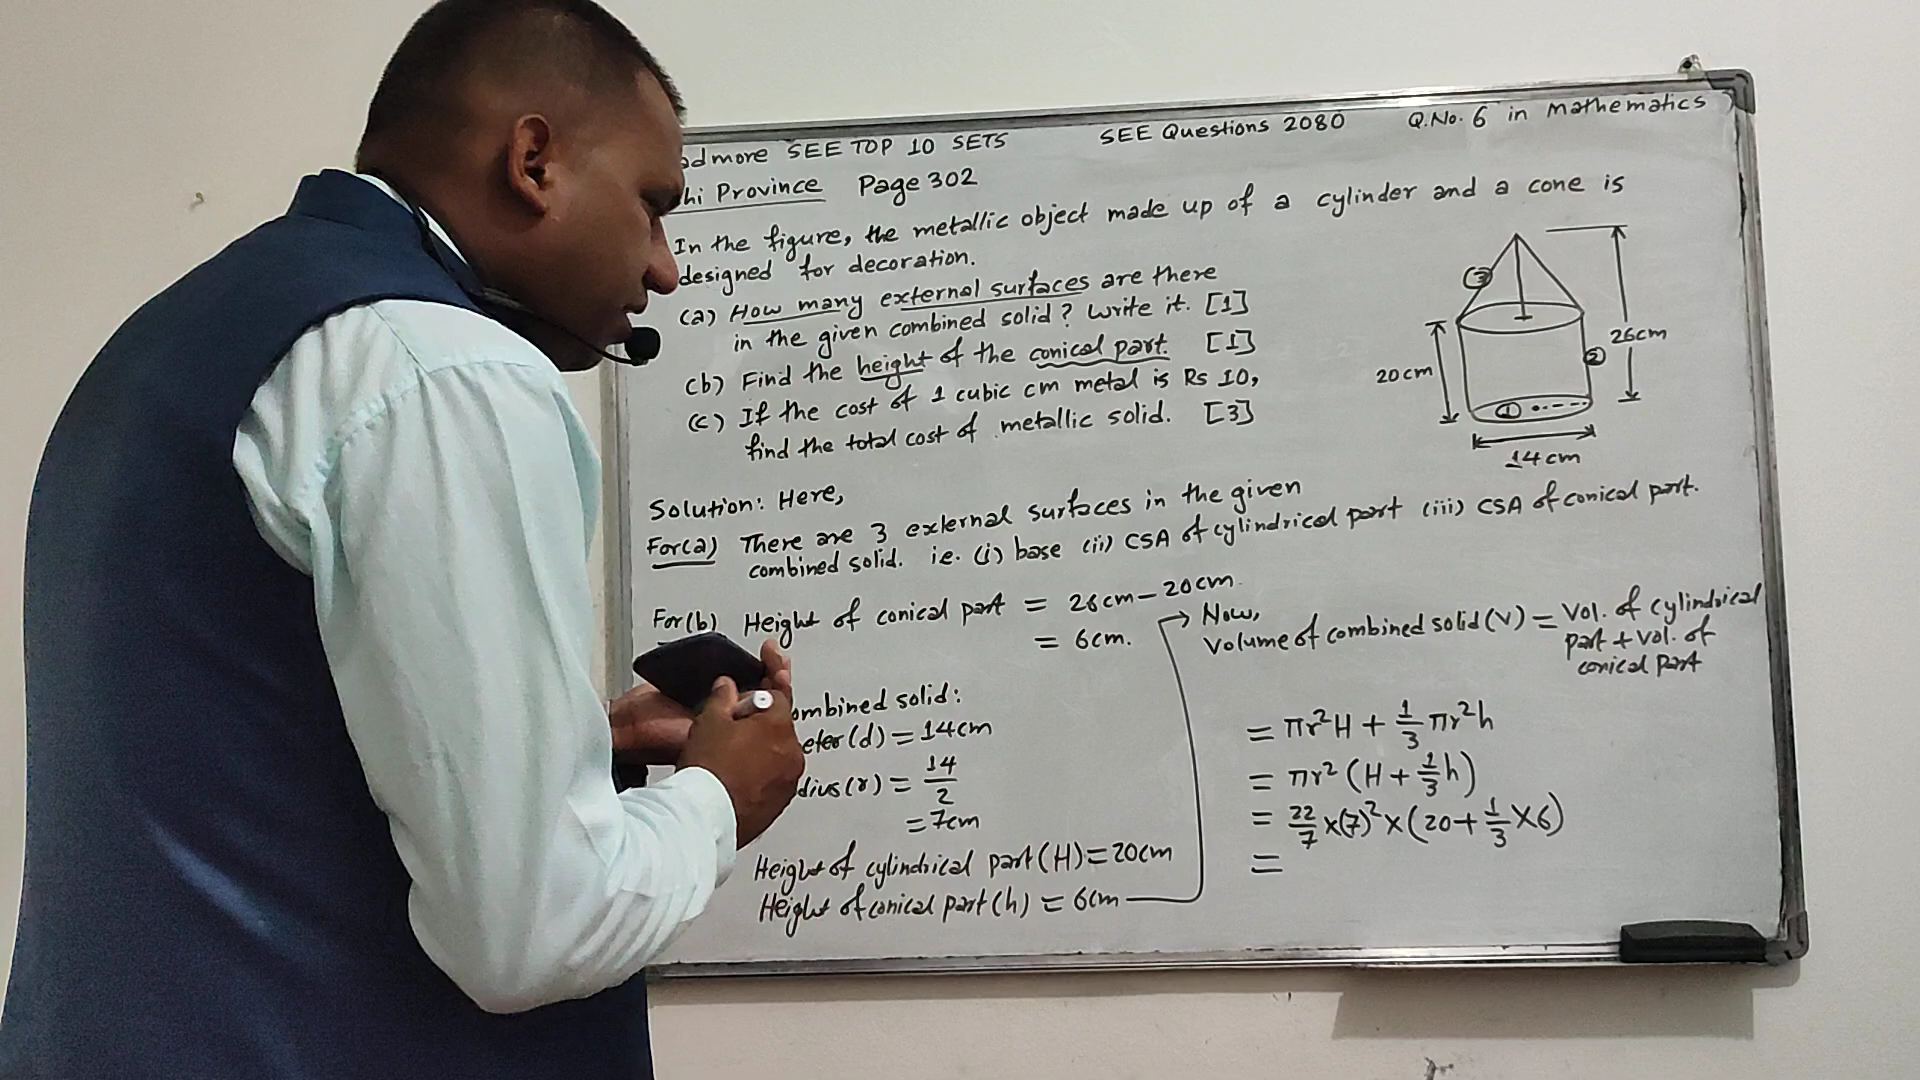 admore SEE TOP 10 SETS SEE Questions 2080 Q.No. 6 in Mathematics
hi Province Page 302
In the figure, the metallic object made up of a cylinder and a cone is
designed for decoration.
(a) How many external surfaces are there
in the given combined solid? Write it. [1]
(b) Find the height of the conical part. [1]
(c) If the cost of 1 cubic cm metal is Rs 10,
find the total cost of metallic solid. [3]
3
26cm
2
20cm
1
14cm
Solution: Here,
For(a) There are 3 external surfaces in the given
combined solid. ie. (i) base (ii) CSA of cylindrical part (iii) CSA of conical part.
For(b) Height of conical part = 26cm - 20cm
= 6cm.
ombined solid:
eter(d) = 14cm
dius(r) = 14/2
= 7cm
Height of cylindrical part (H) = 20cm
Height of conical part (h) = 6cm
Now,
Volume of combined solid (V) = Vol. of cylindrical
part + vol. of
conical part
= πr²H + 1/3 πr²h
= πr² (H + 1/3 h)
= 22/7 × (7)² × (20 + 1/3 × 6)
=